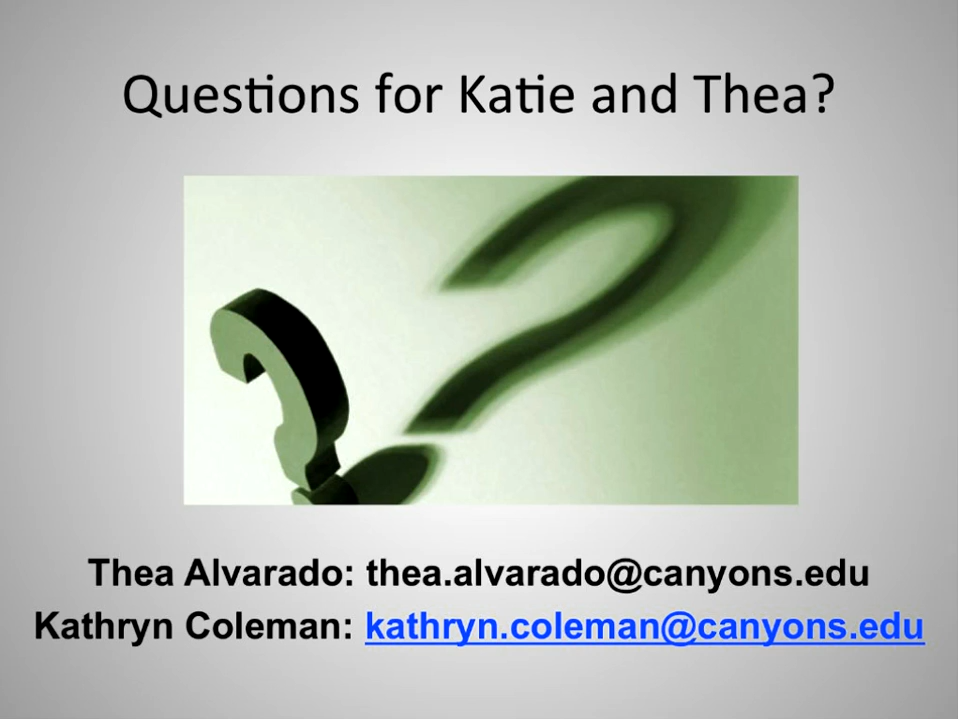 Questions for Katie and Thea?
Thea Alvarado: thea.alvarado@canyons.edu
Kathryn Coleman: kathryn.coleman@canyons.edu